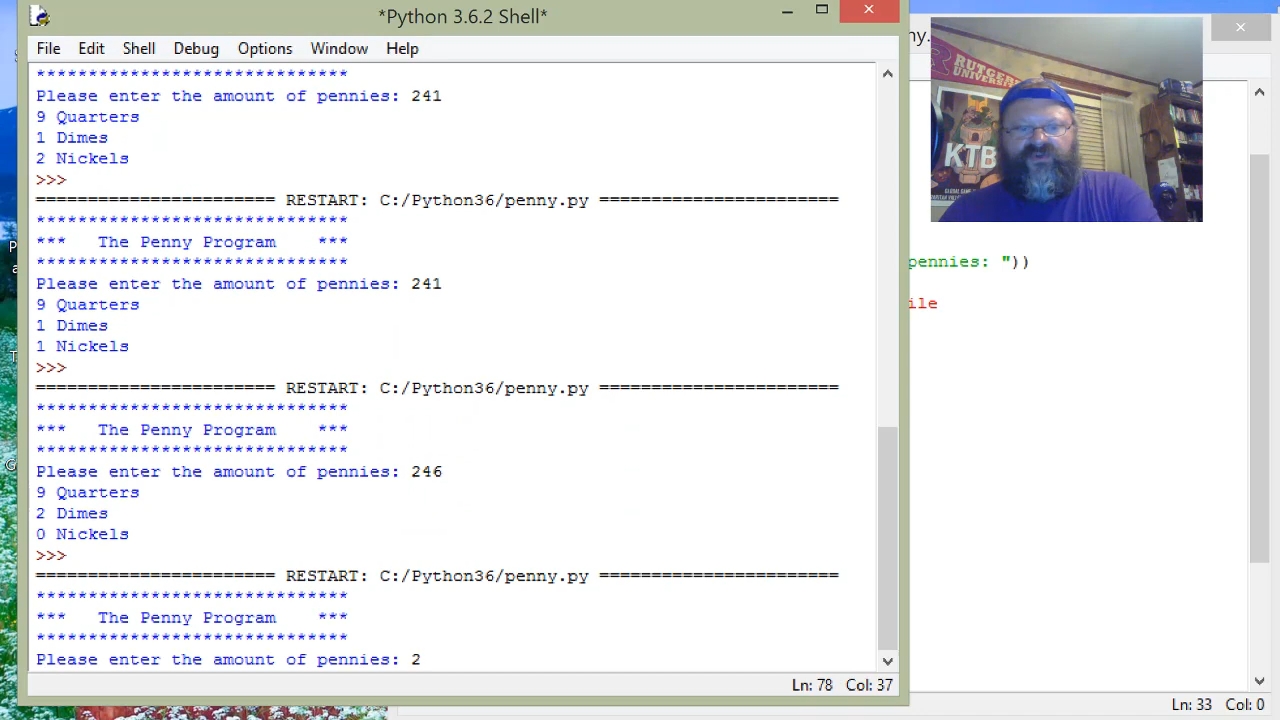 *Python 3.6.2 Shell*
File Edit Shell Debug Options Window Help
******************************
Please enter the amount of pennies: 241
9 Quarters
1 Dimes
2 Nickels
>>>
======================= RESTART: C:/Python36/penny.py =======================
******************************
*** The Penny Program ***
******************************
Please enter the amount of pennies: 241
9 Quarters
1 Dimes
1 Nickels
>>>
======================= RESTART: C:/Python36/penny.py =======================
******************************
*** The Penny Program ***
******************************
Please enter the amount of pennies: 246
9 Quarters
2 Dimes
0 Nickels
>>>
======================= RESTART: C:/Python36/penny.py =======================
******************************
*** The Penny Program ***
******************************
Please enter the amount of pennies: 2
Ln: 78 Col: 37
ny.
RUTGERS
UNIVERSITY
KTB
pennies: "))
ile
Ln: 33 Col: 0